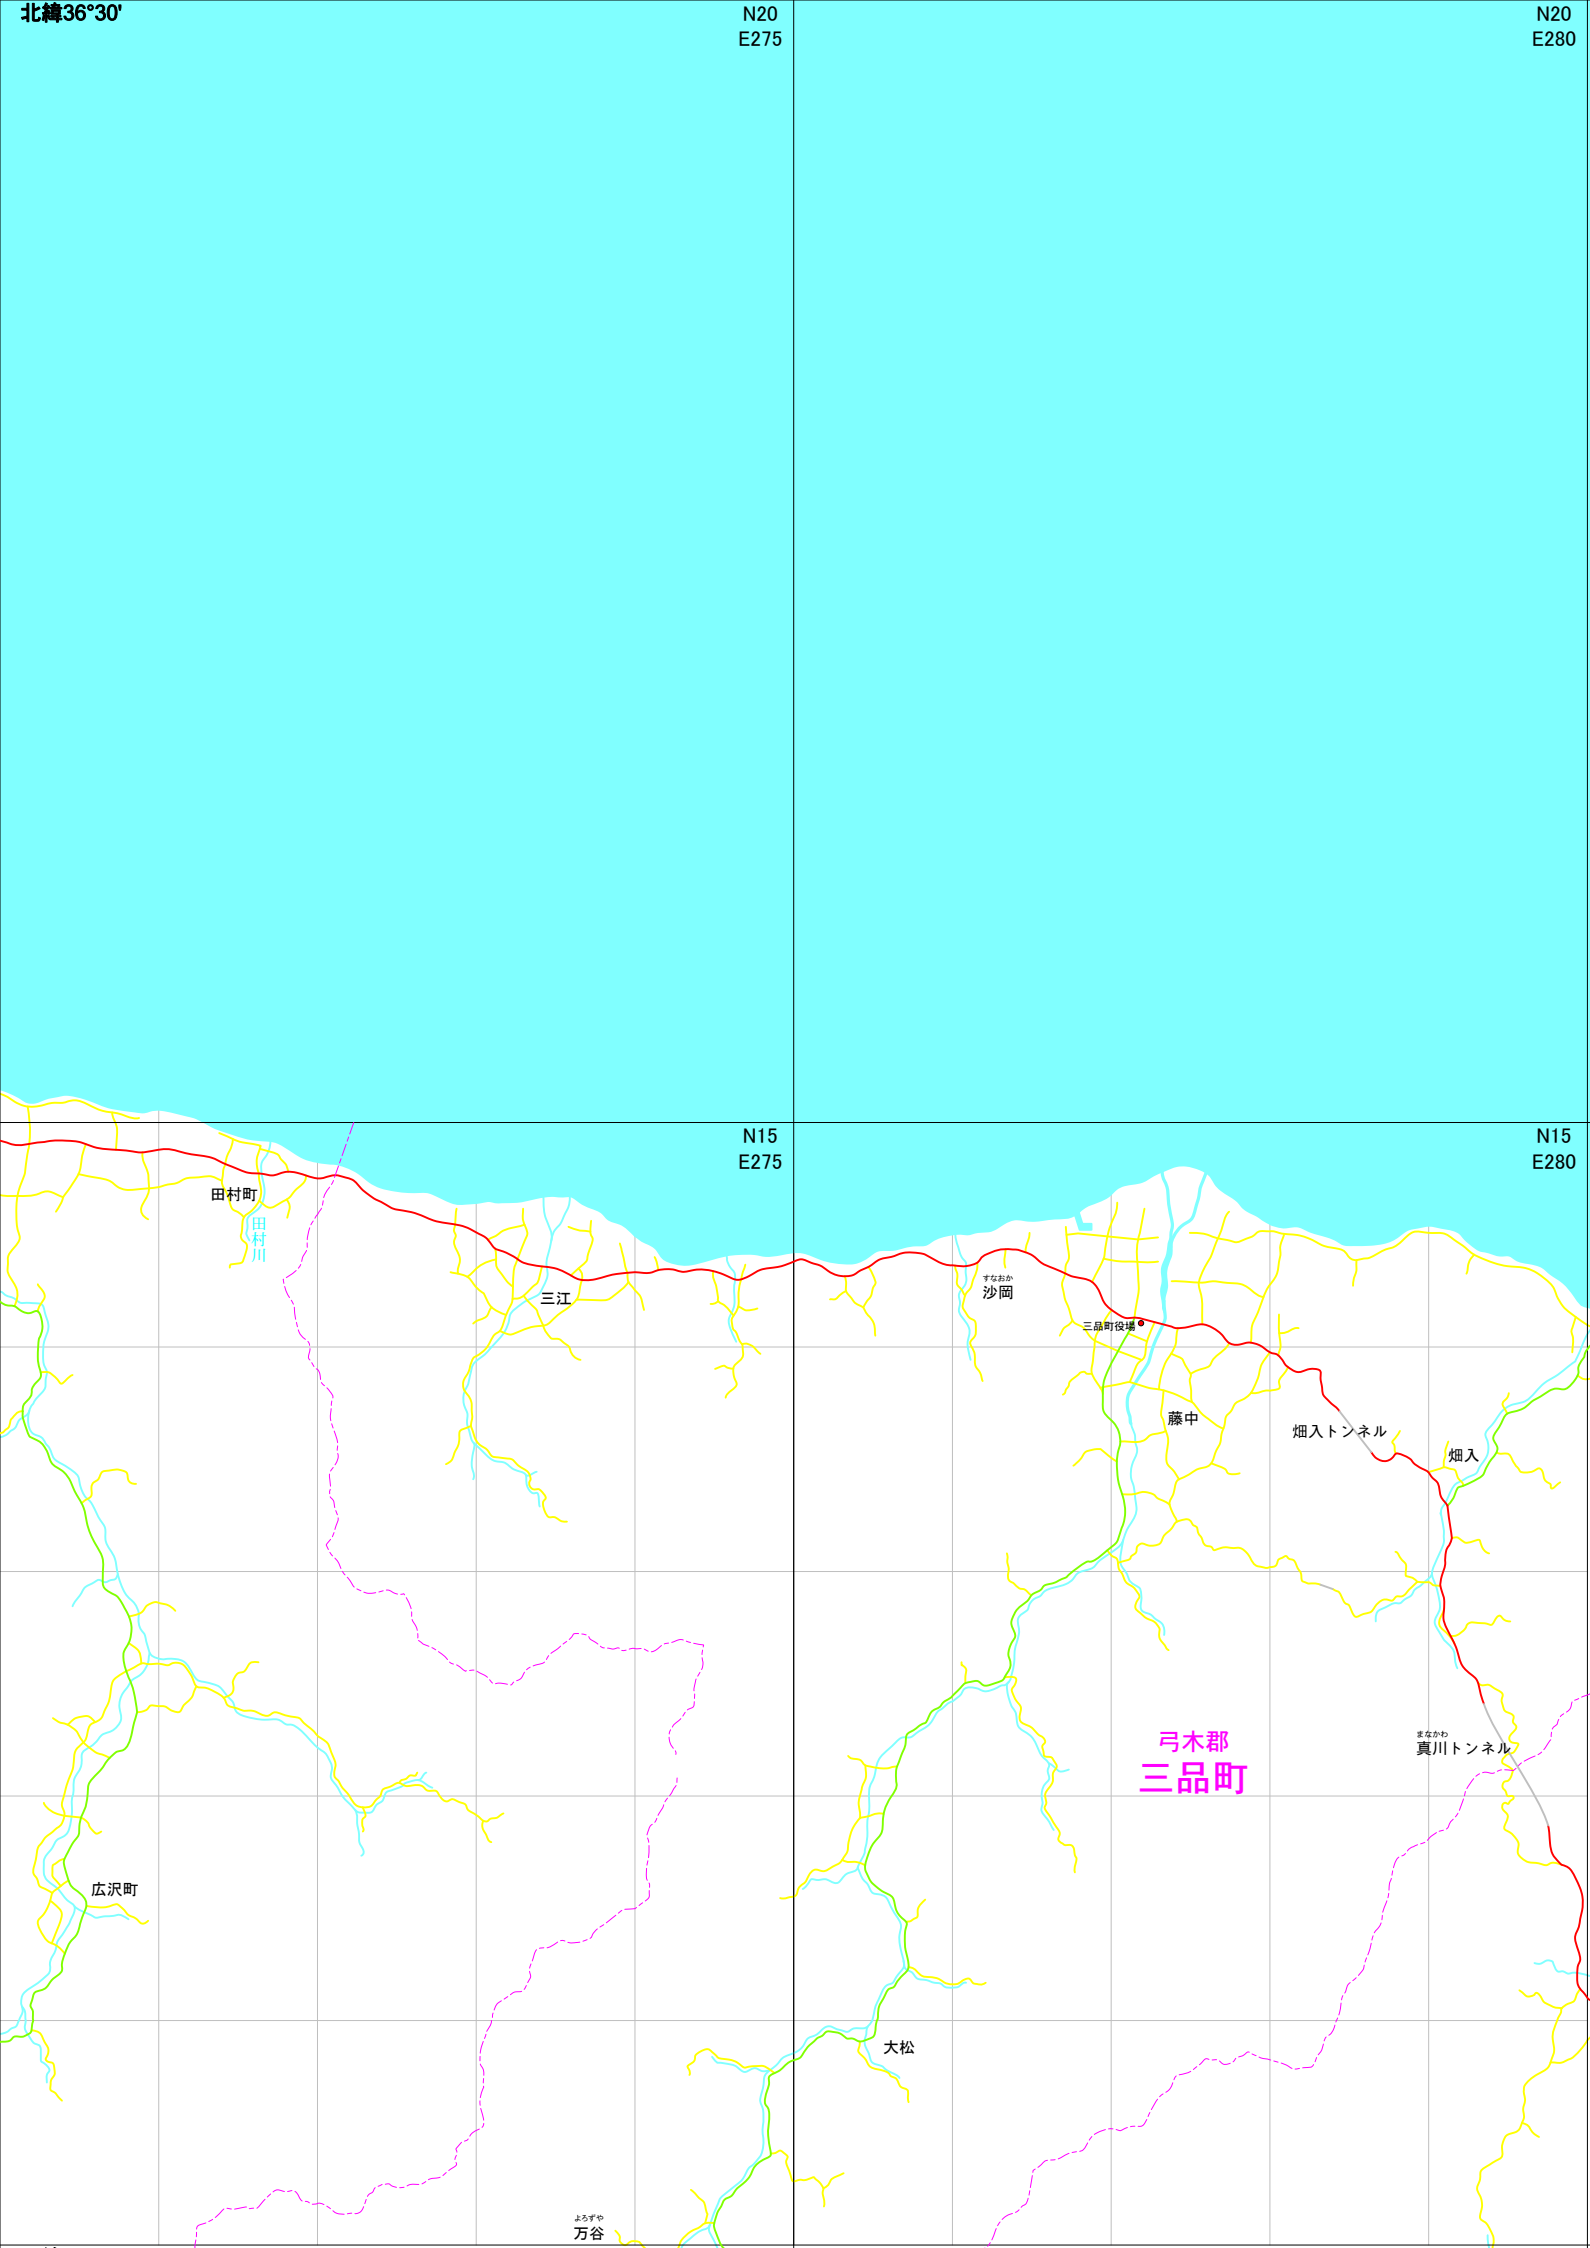 北緯36°30'
N20
E275
N20
E280
N15
E275
N15
E280
田村町
田村川
三江
すなおか
沙岡
三品町役場
藤中
畑入トンネル
畑入
弓木郡
三品町
まなかわ
真川トンネル
広沢町
大松
よろずや
万谷